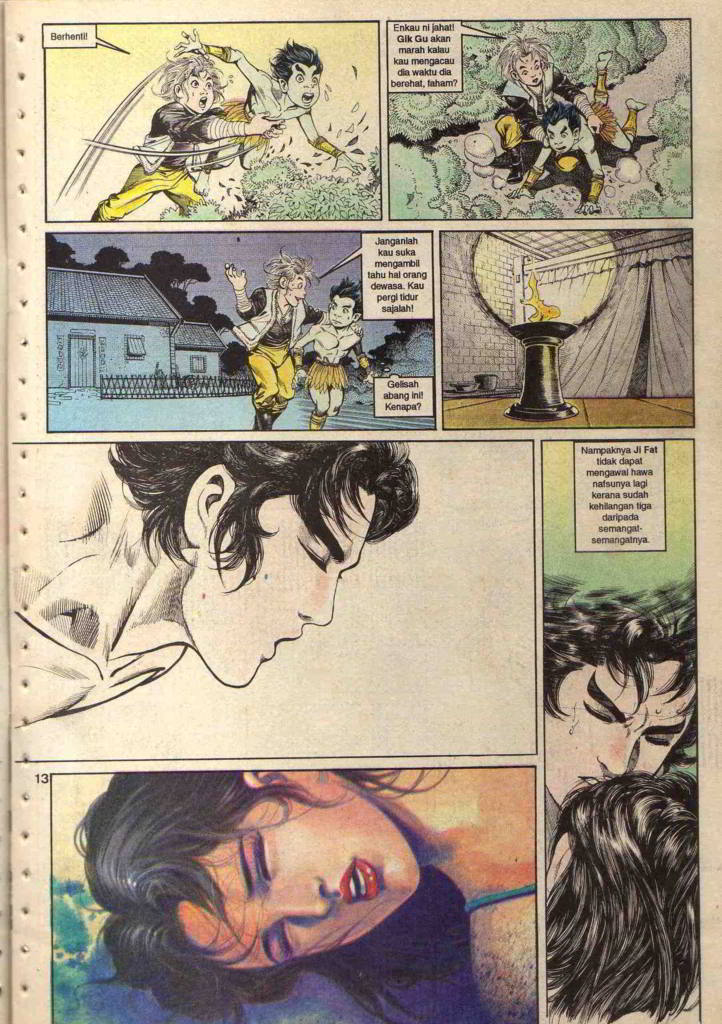 Berhenti!
Enkau ni jahat!
Gik Gu akan
marah kalau
kau mengacau
dia waktu dia
berehat, faham?
Janganlah
kau suka
mengambil
tahu hal orang
dewasa. Kau
pergi tidur
sajalah!
Gelisah
abang ini!
Kenapa?
Nampaknya Ji Fat
tidak dapat
mengawal hawa
nafsunya lagi
kerana sudah
kehilangan tiga
daripada
semangat-
semangatnya.
13